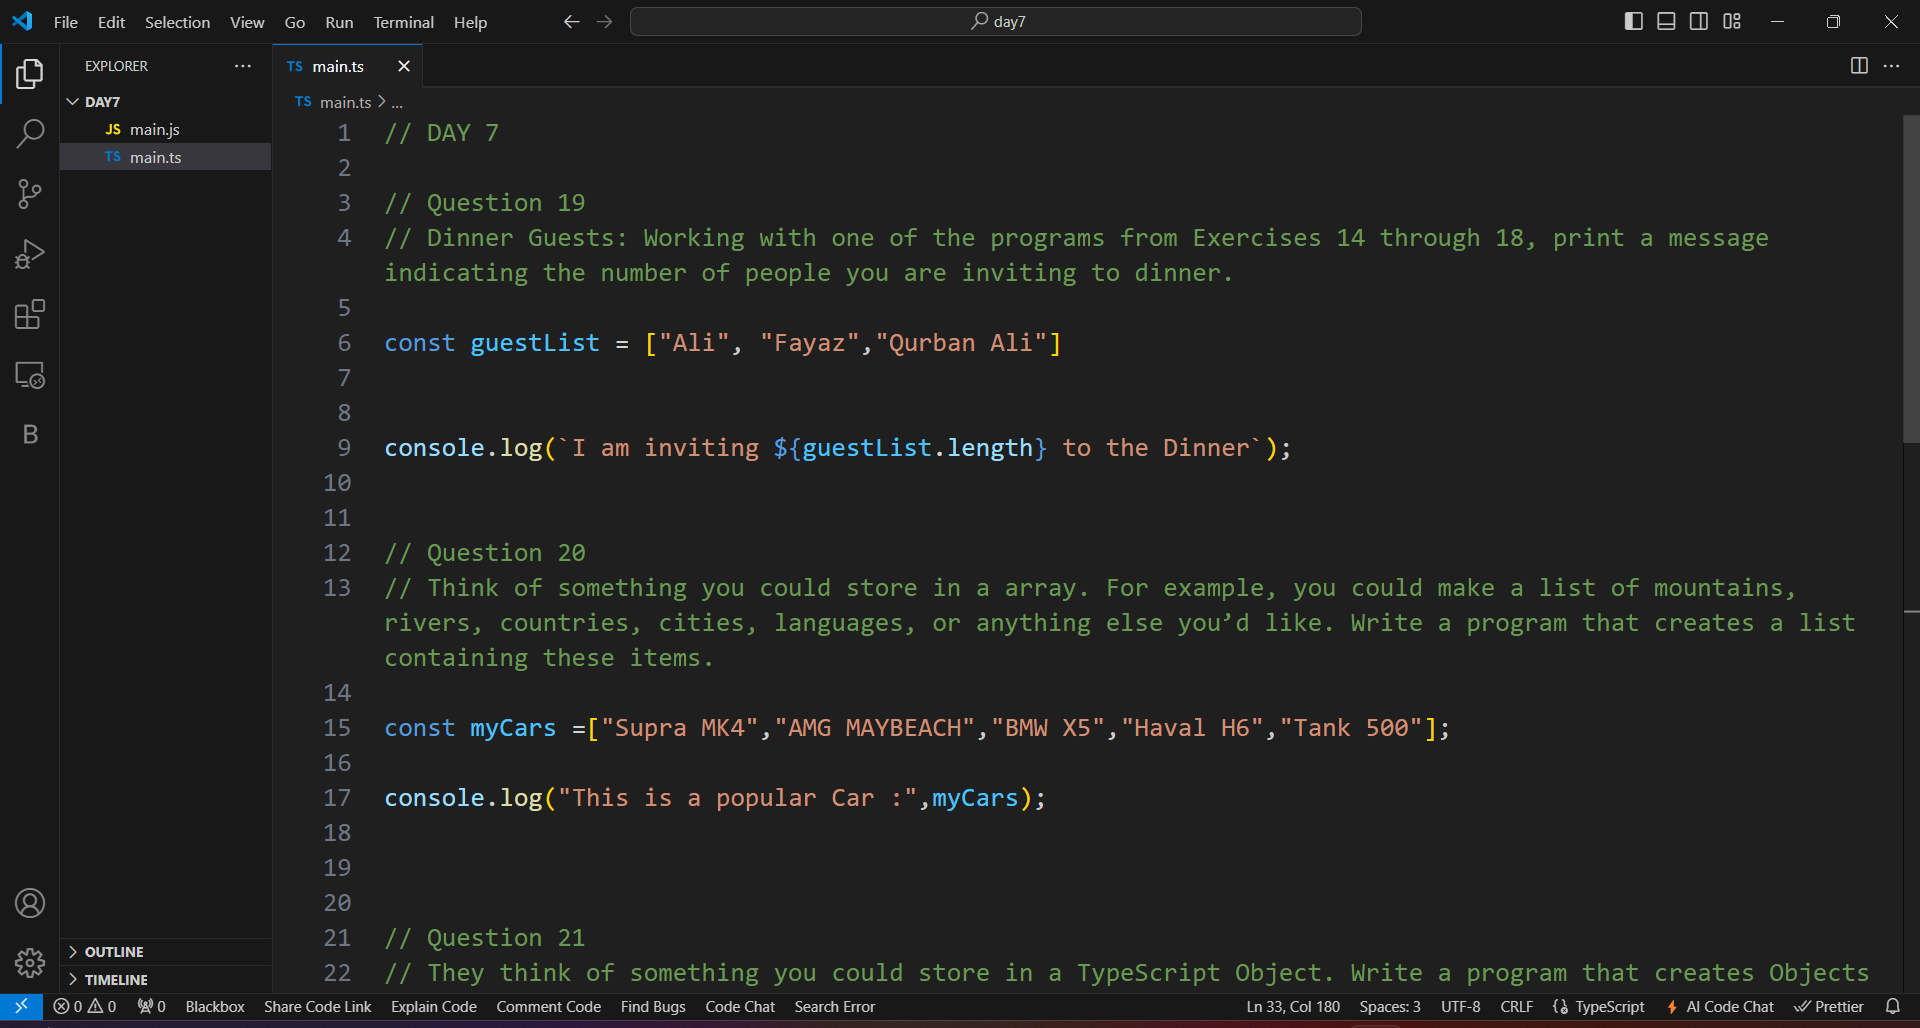 File Edit Selection View Go Run Terminal Help
day7
EXPLORER
TS main.ts
DAY7
TS main.ts > ...
JS main.js
TS main.ts
B
1 // DAY 7
2
3 // Question 19
4 // Dinner Guests: Working with one of the programs from Exercises 14 through 18, print a message
indicating the number of people you are inviting to dinner.
5
6 const guestList = ["Ali", "Fayaz","Qurban Ali"]
7
8
9 console.log(`I am inviting ${guestList.length} to the Dinner`);
10
11
12 // Question 20
13 // Think of something you could store in a array. For example, you could make a list of mountains,
rivers, countries, cities, languages, or anything else you’d like. Write a program that creates a list
containing these items.
14
15 const myCars =["Supra MK4","AMG MAYBEACH","BMW X5","Haval H6","Tank 500"];
16
17 console.log("This is a popular Car :",myCars);
18
19
20
21 // Question 21
22 // They think of something you could store in a TypeScript Object. Write a program that creates Objects
OUTLINE
TIMELINE
0 0 0 Blackbox Share Code Link Explain Code Comment Code Find Bugs Code Chat Search Error Ln 33, Col 180 Spaces: 3 UTF-8 CRLF {} TypeScript AI Code Chat Prettier